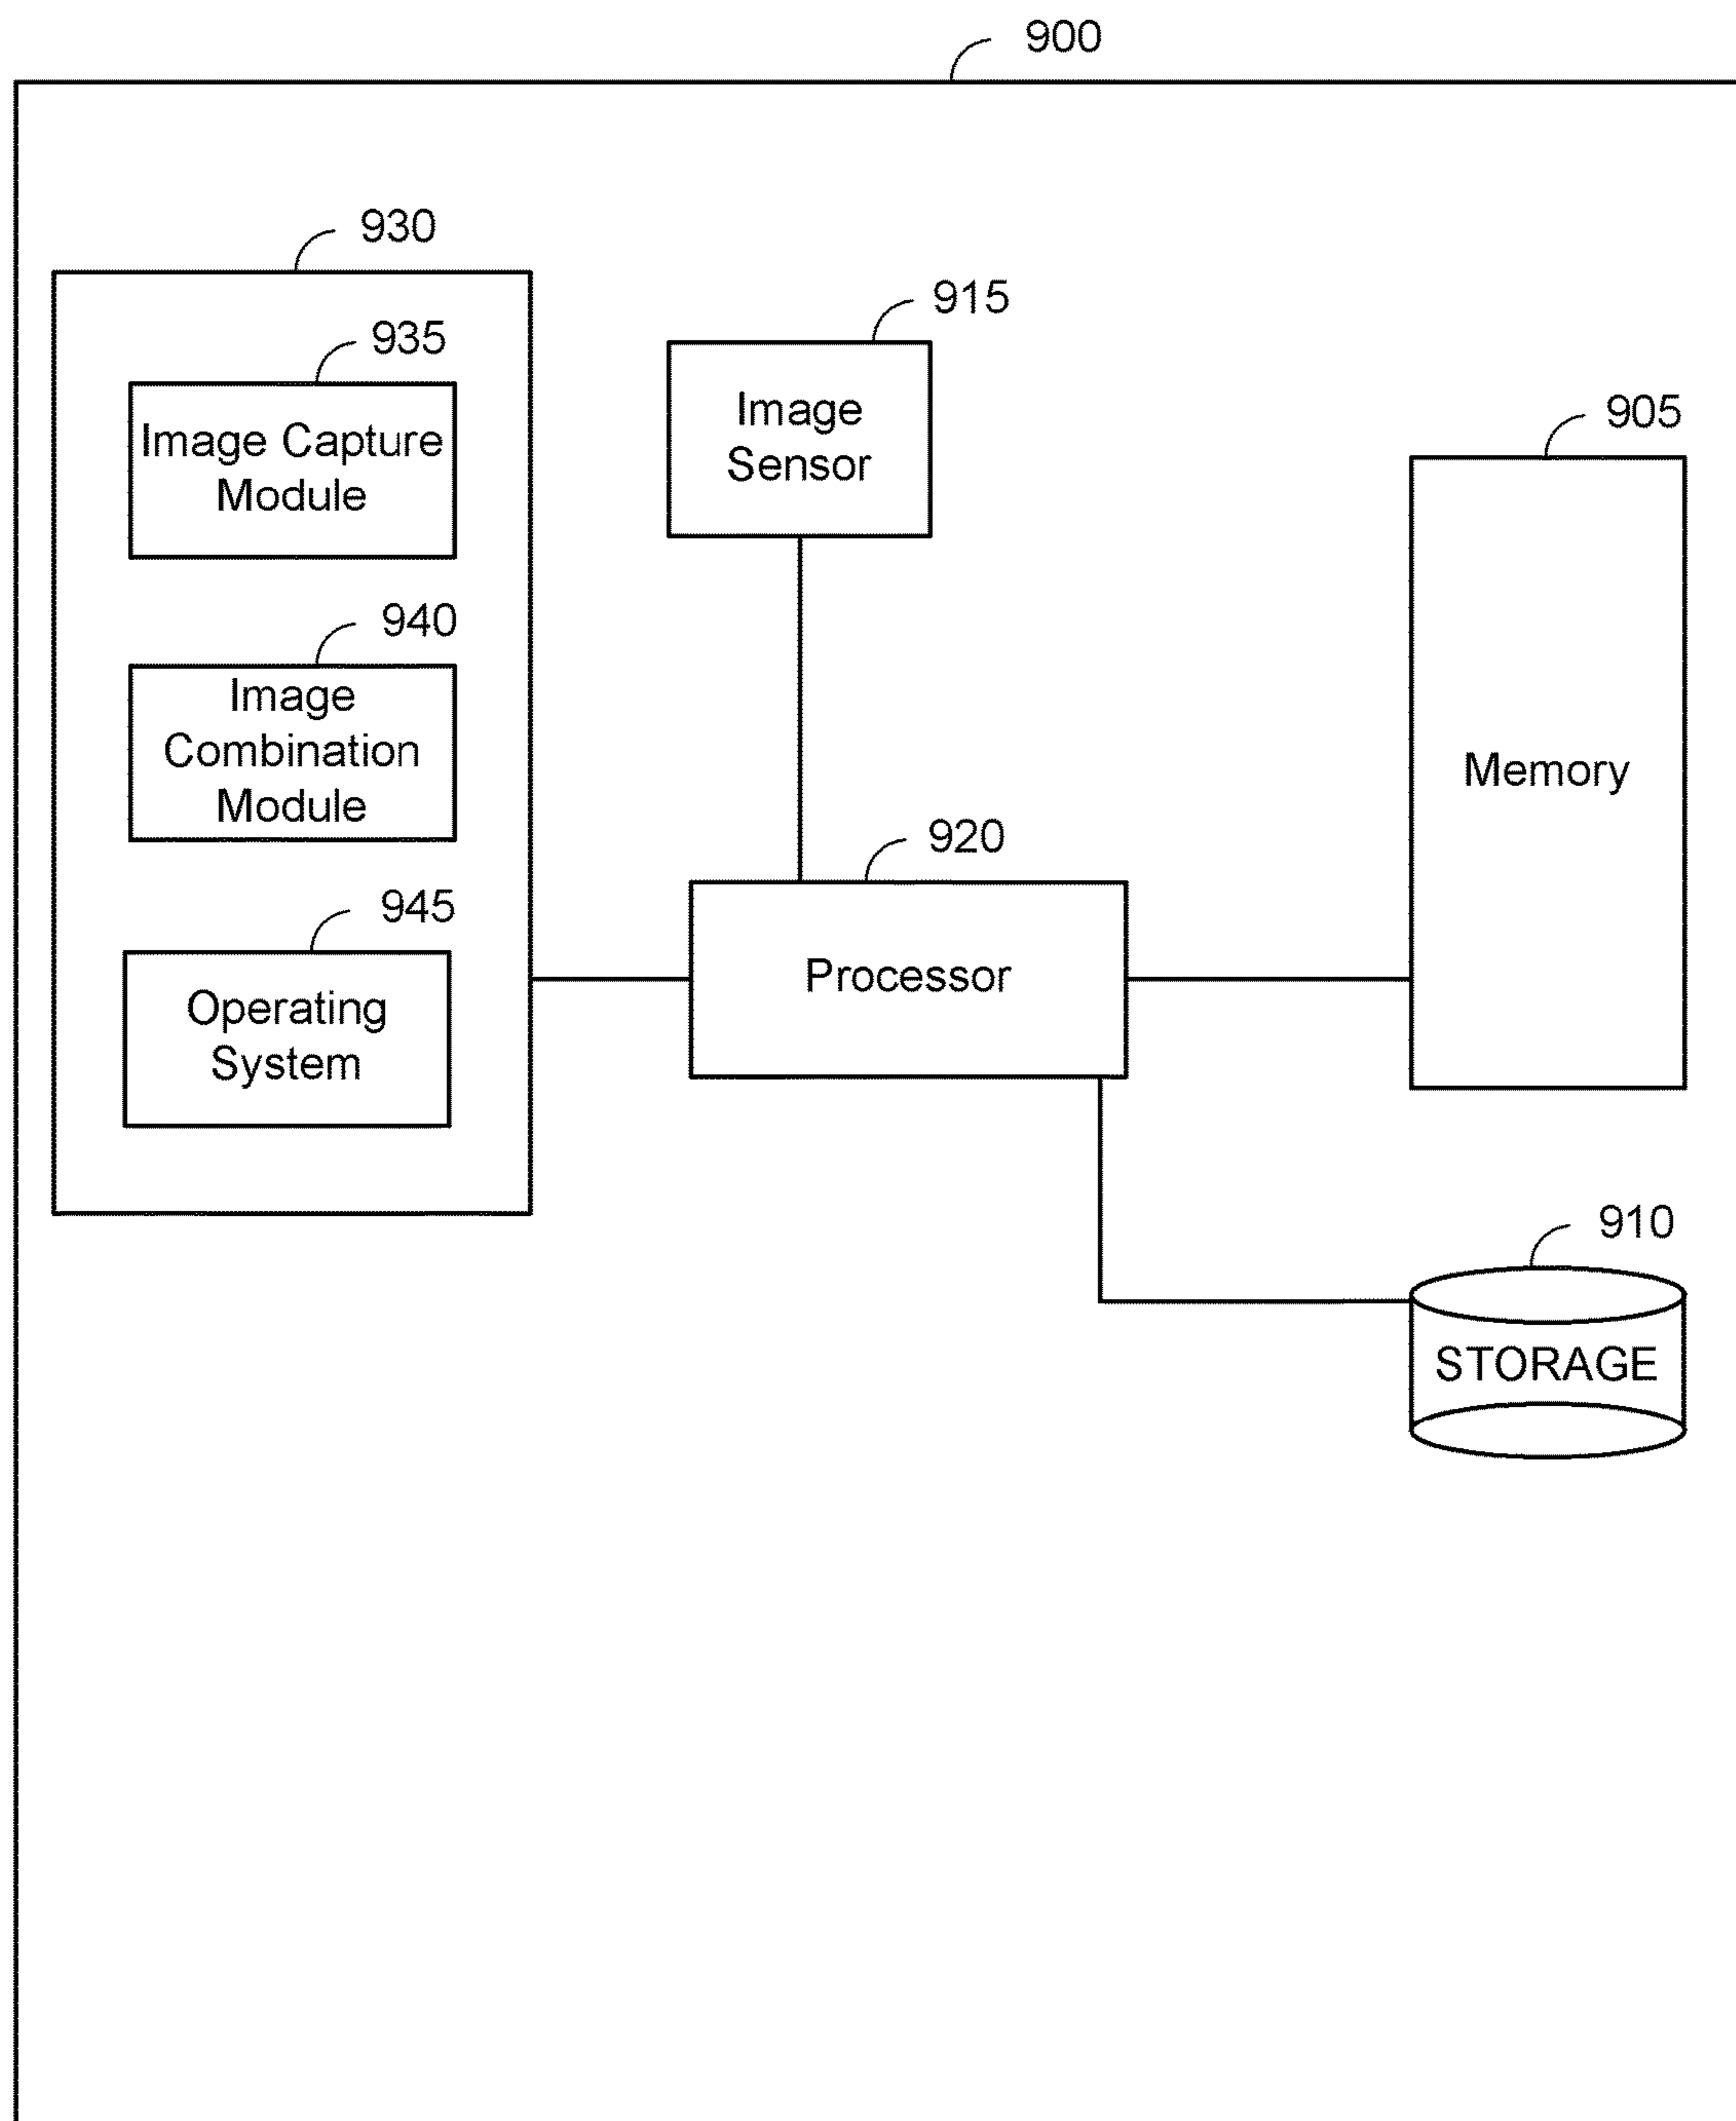 900
930
935
Image Capture
Module
940
Image
Combination
Module
945
Operating
System
915
Image
Sensor
920
Processor
905
Memory
910
STORAGE